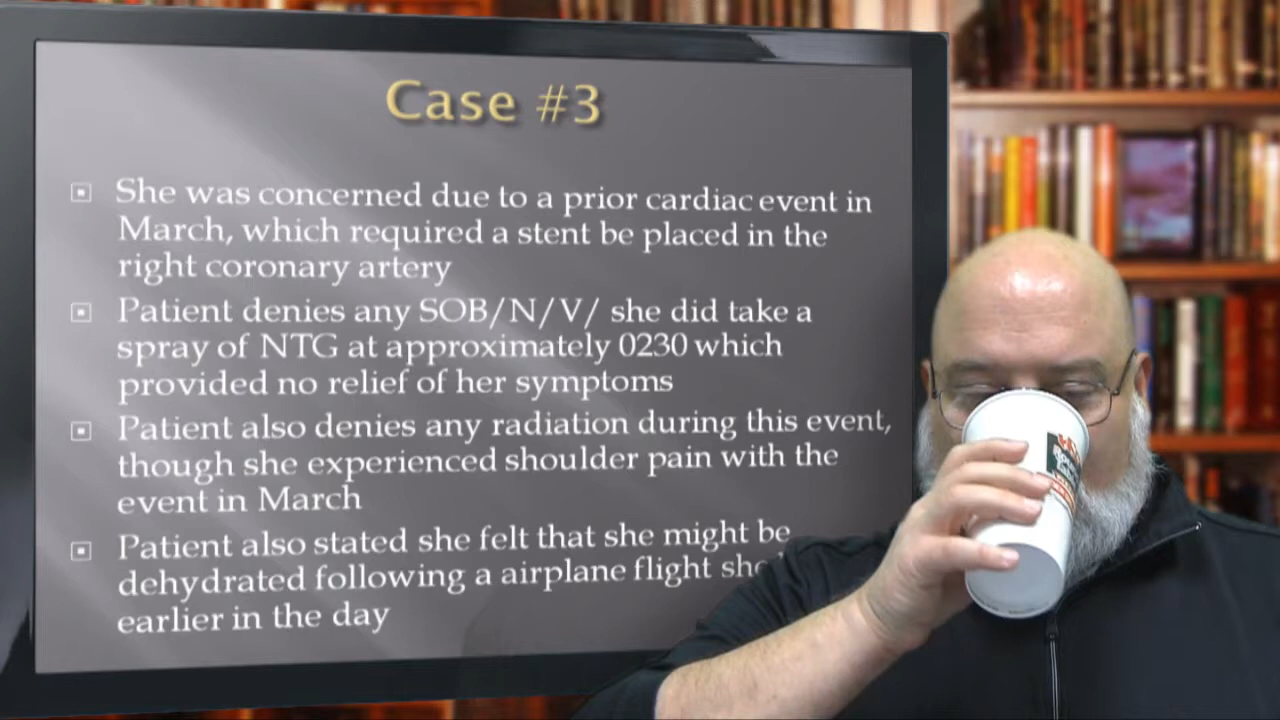 Case #3
She was concerned due to a prior cardiac event in
March, which required a stent be placed in the
right coronary artery
Patient denies any SOB/N/V/ she did take a
spray of NTG at approximately 0230 which
provided no relief of her symptoms
Patient also denies any radiation during this event,
though she experienced shoulder pain with the
event in March
Patient also stated she felt that she might be
dehydrated following a airplane flight
earlier in the day